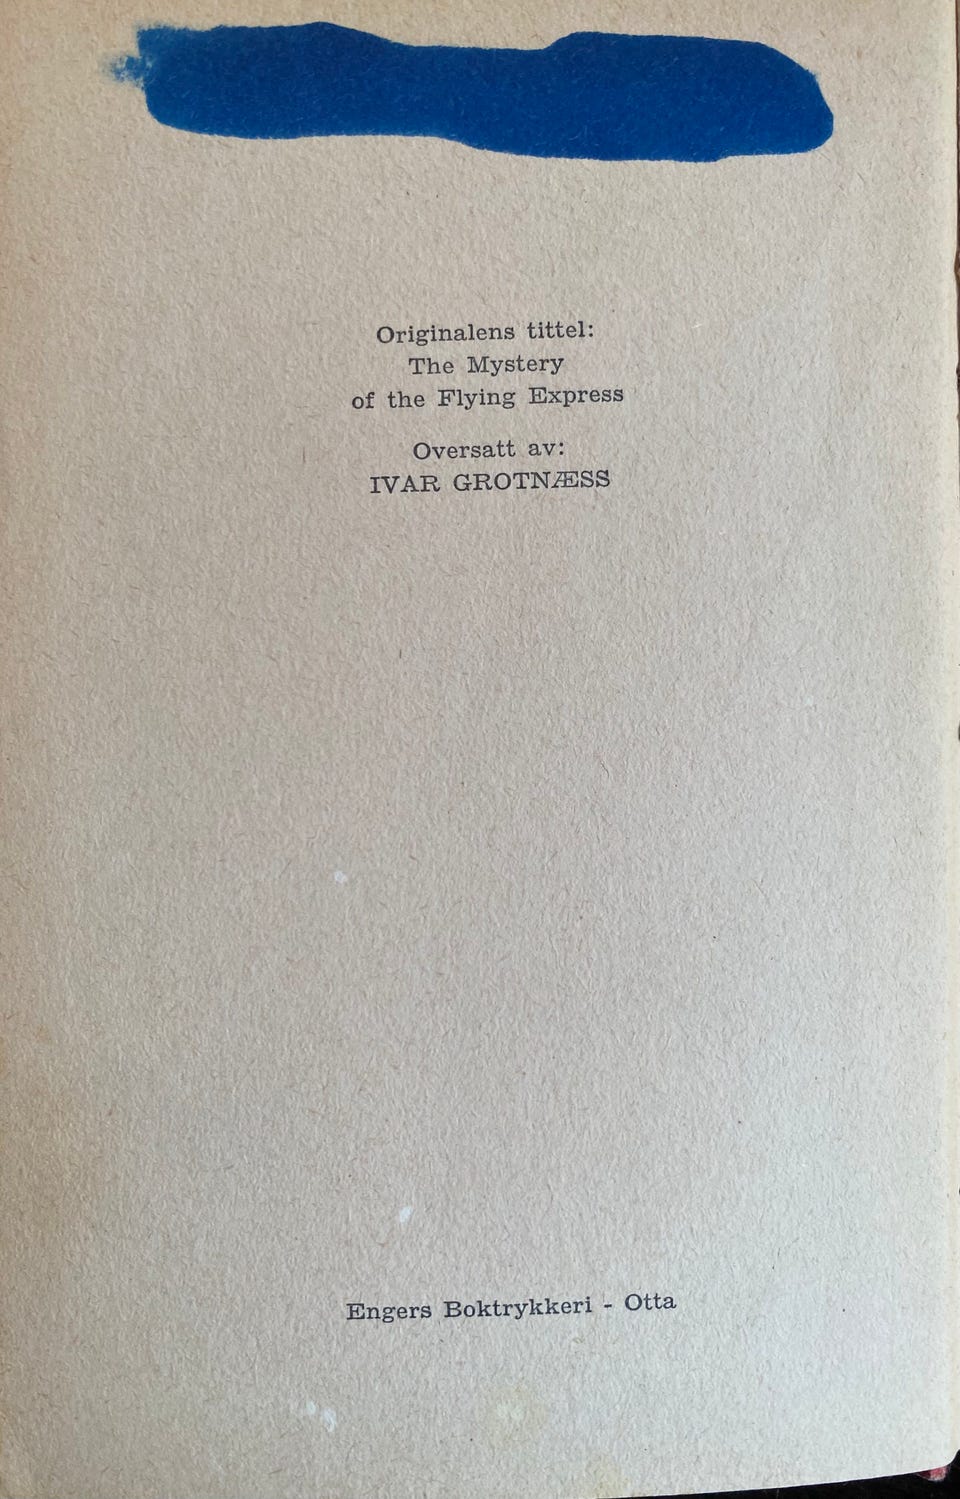 Originalens tittel:
The Mystery
of the Flying Express
Oversatt av:
IVAR GROTNÆSS
Engers Boktrykkeri - Otta